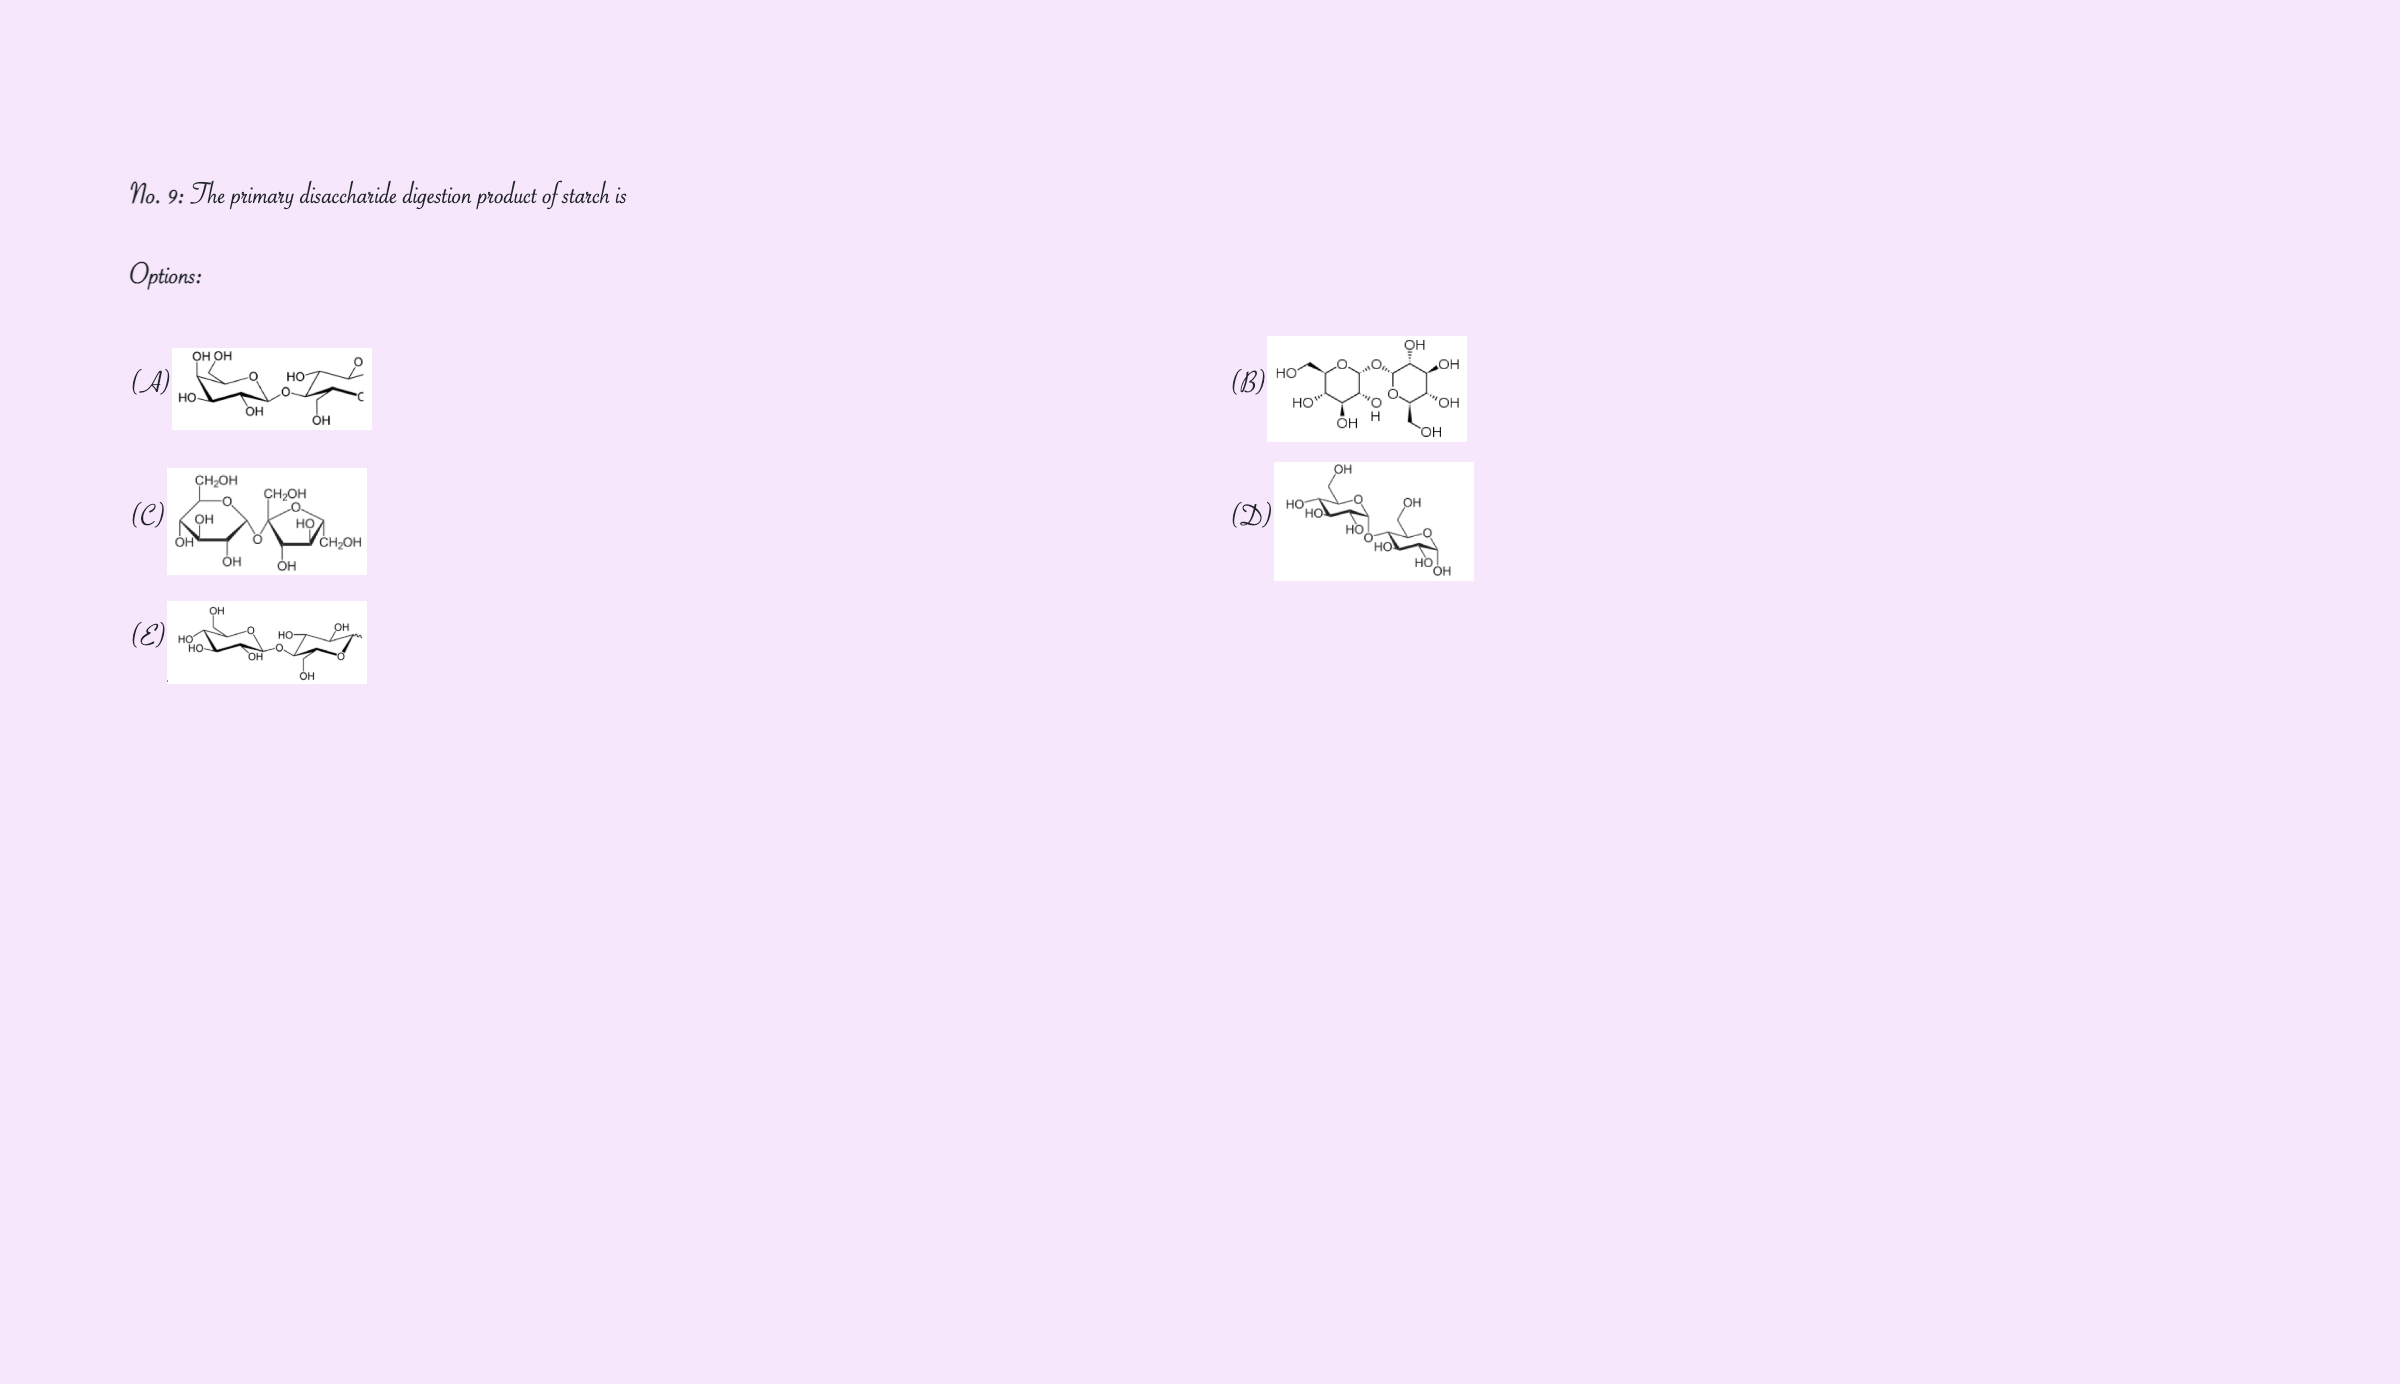 No. 9: The primary disaccharide digestion product of starch is
Options:
(A) OH OH O HO O HO OH O C OH
(B) OH HO O O OH HO O O H OH OH OH
(C) CH₂OH O CH₂OH O OH HO OH O CH₂OH OH OH
(D) OH HO O HO OH HO O O HO HO OH
(E) OH HO O HO OH HO O OH O OH